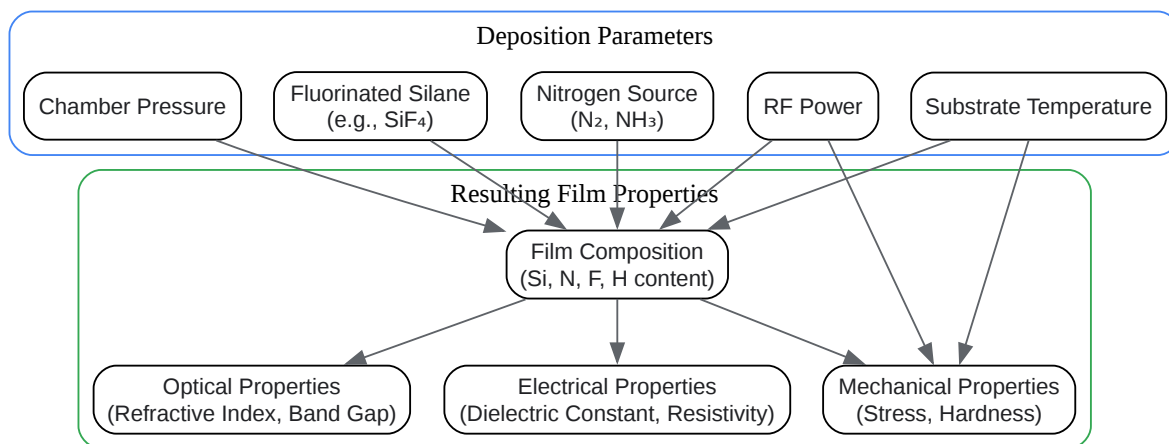 Deposition Parameters
Chamber Pressure
Fluorinated Silane
(e.g., SiF₄)
Nitrogen Source
(N₂, NH₃)
RF Power
Substrate Temperature
Resulting Film Properties
Film Composition
(Si, N, F, H content)
Optical Properties
(Refractive Index, Band Gap)
Electrical Properties
(Dielectric Constant, Resistivity)
Mechanical Properties
(Stress, Hardness)